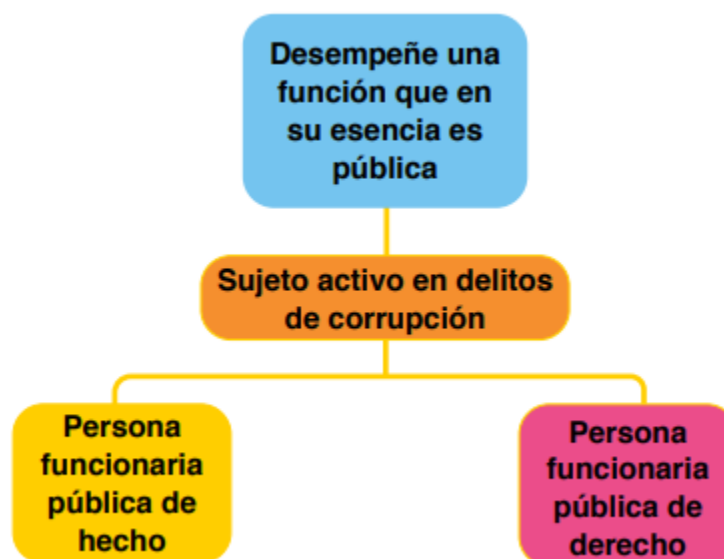 Desempeñe una
función que en
su esencia es
pública
Sujeto activo en delitos
de corrupción
Persona
funcionaria
pública de
hecho
Persona
funcionaria
pública de
derecho